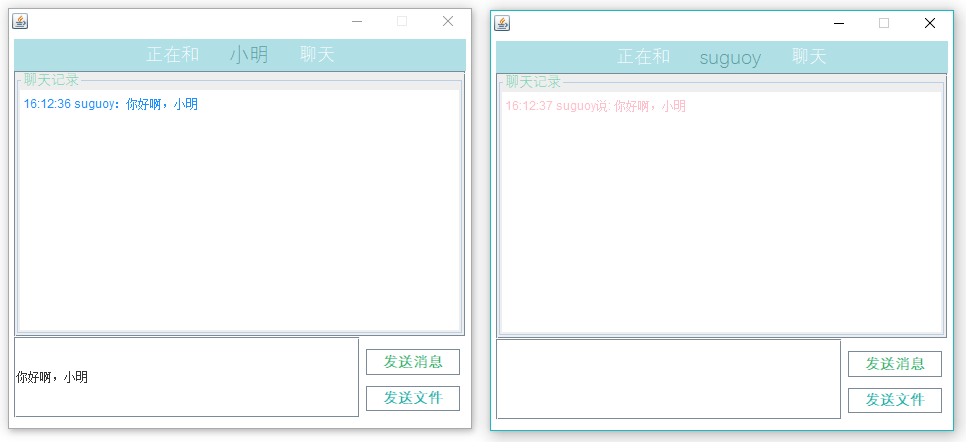 正在和 小明 聊天
聊天记录
16:12:36 suguoy：你好啊，小明
你好啊，小明
发送消息
发送文件
正在和 suguoy 聊天
聊天记录
16:12:37 suguoy说: 你好啊，小明
发送消息
发送文件